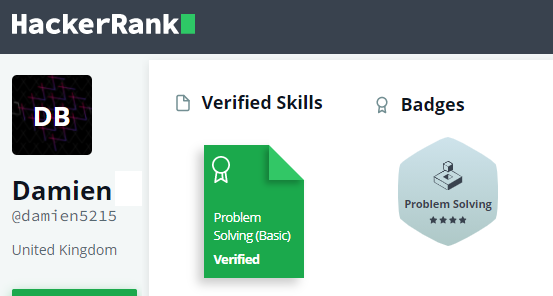 HackerRank
DB
Damien
@damien5215
United Kingdom
Verified Skills
Problem
Solving (Basic)
Verified
Badges
Problem Solving